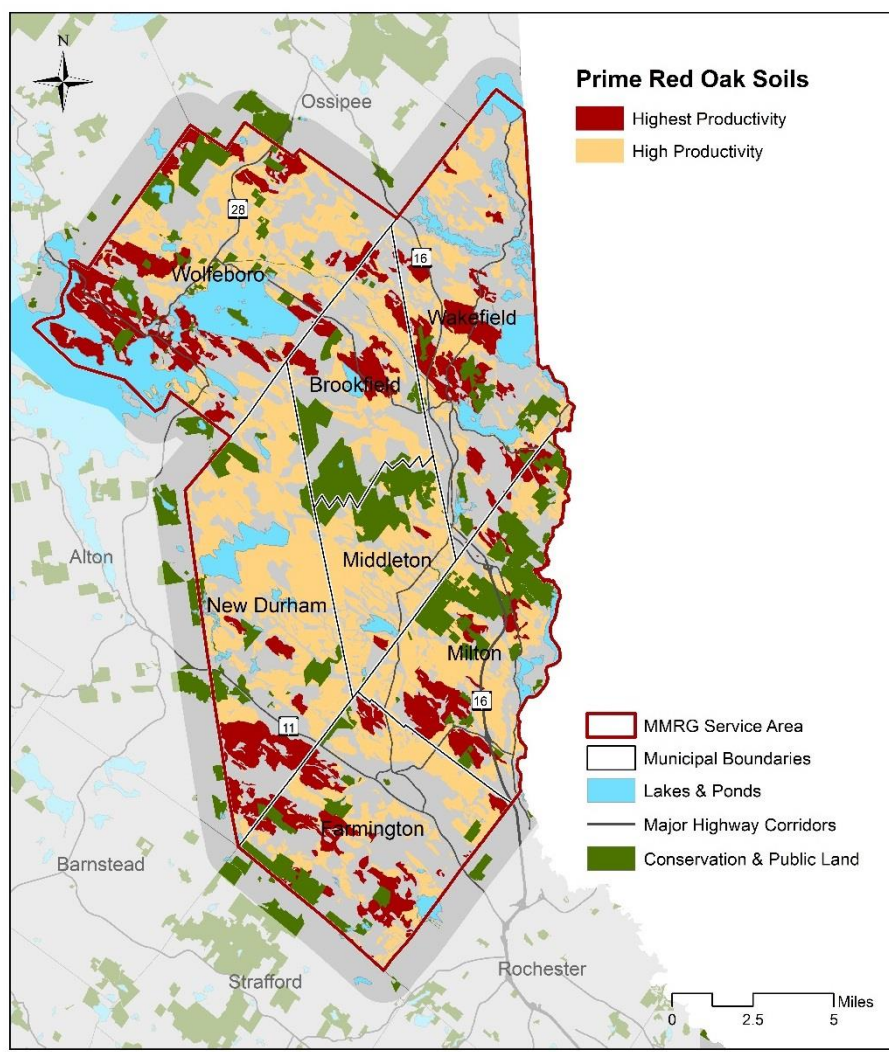 N
Ossipee
Prime Red Oak Soils
Highest Productivity
High Productivity
28
16
Wolfeboro
Wakefield
Brookfield
Alton
Middleton
New Durham
Milton
16
11
MMRG Service Area
Municipal Boundaries
Lakes & Ponds
Major Highway Corridors
Conservation & Public Land
Farmington
Barnstead
Strafford
Rochester
Miles
0 2.5 5